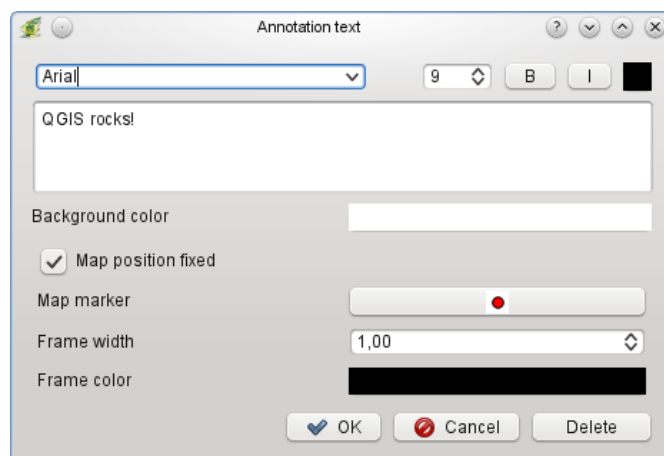 Annotation text
Arial 9 B I
QGIS rocks!
Background color
Map position fixed
Map marker
Frame width 1,00
Frame color
OK Cancel Delete